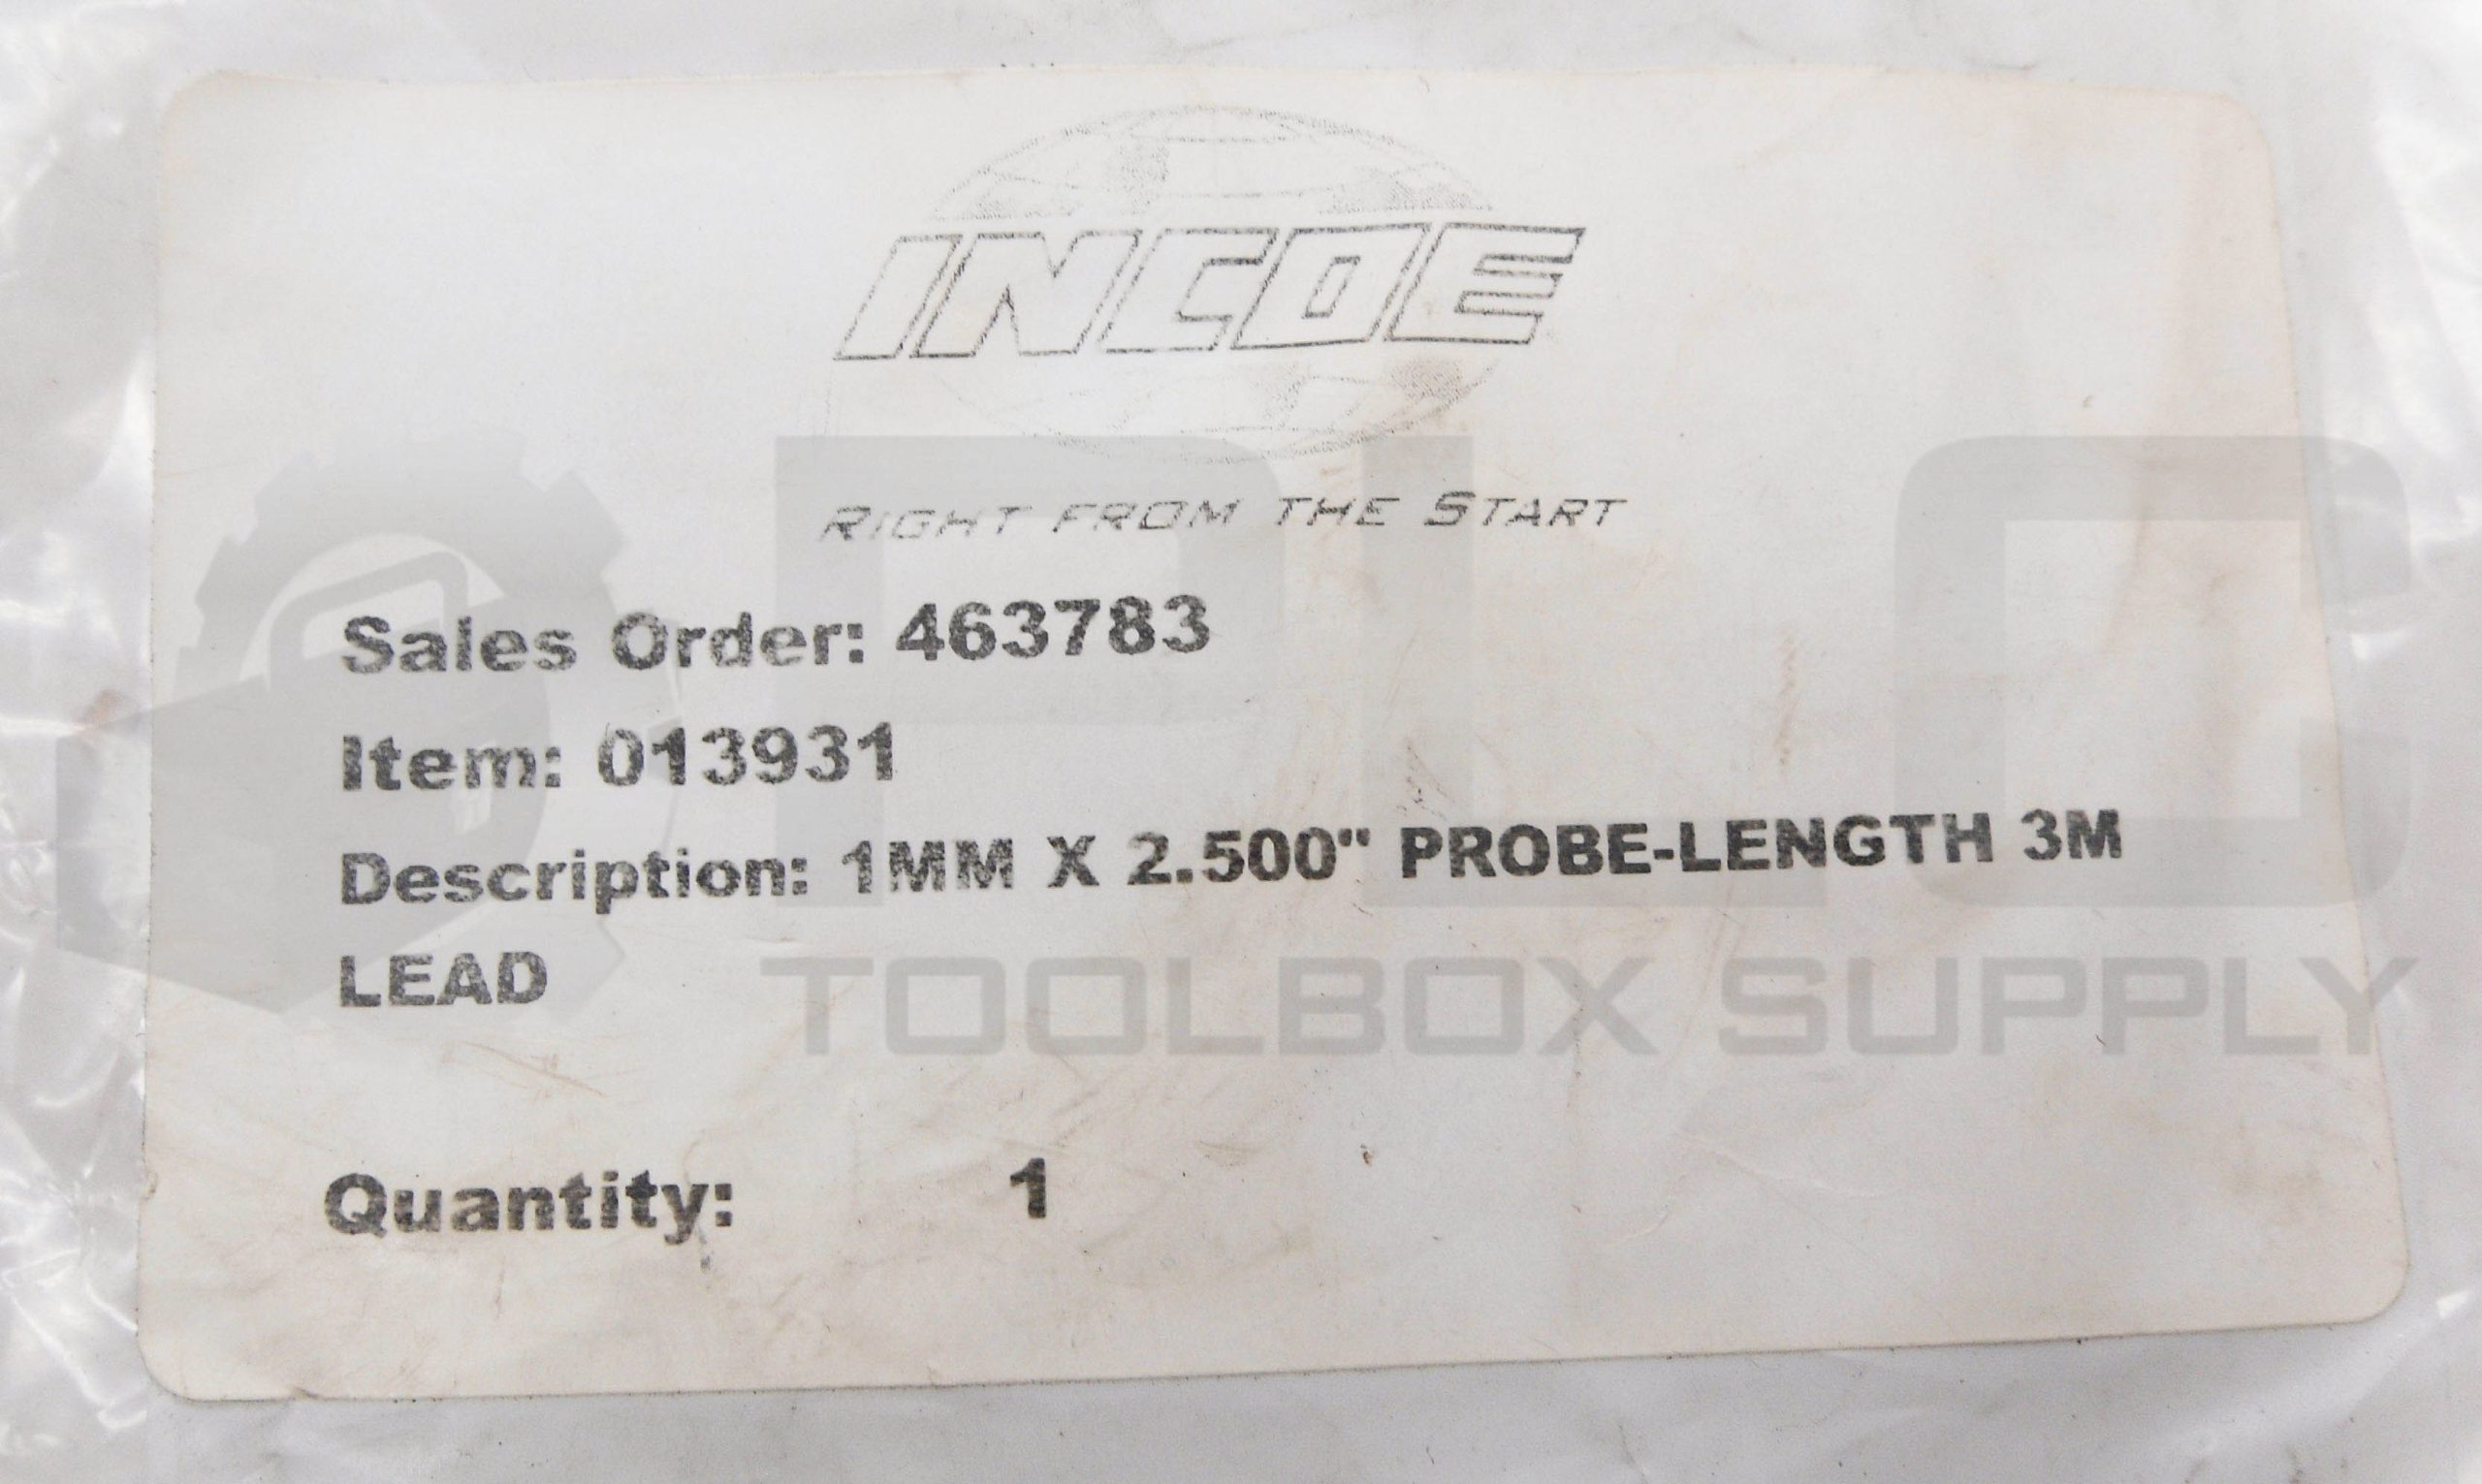 INCOE
RIGHT FROM THE START
Sales Order: 463783
Item: 013931
Description: 1MM X 2.500" PROBE-LENGTH 3M
LEAD
Quantity: 1
PLC
TOOLBOX SUPPLY